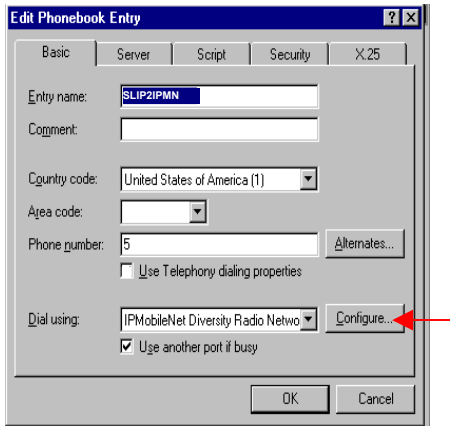 Edit Phonebook Entry
Basic Server Script Security X.25
Entry name: SLIP2IPMN
Comment:
Country code: United States of America (1)
Area code:
Phone number: 5 Alternates...
Use Telephony dialing properties
Dial using: IPMobileNet Diversity Radio Netwo Configure...
Use another port if busy
OK Cancel